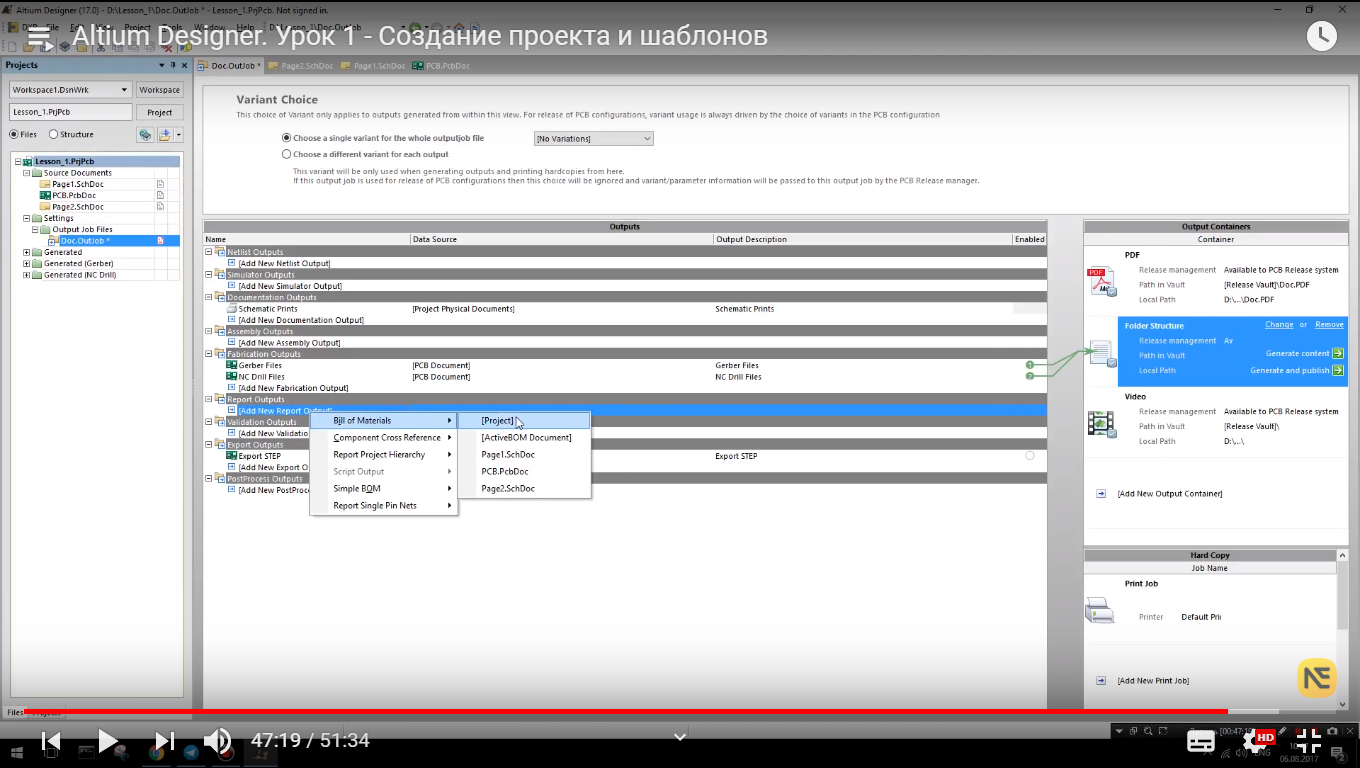 Altium Designer (17.0) - D:\Lesson_1\Doc.OutJob * - Lesson_1.PrjPcb. Not signed in.
Altium Designer. Урок 1 - Создание проекта и шаблонов
Projects
Workspace1.DsnWrk
Workspace
Lesson_1.PrjPcb
Project
Files
Structure
Lesson_1.PrjPcb
Source Documents
Page1.SchDoc
PCB.PcbDoc
Page2.SchDoc
Settings
Output Job Files
Doc.OutJob *
Generated
Generated (Gerber)
Generated (NC Drill)
Doc.OutJob *
Page2.SchDoc
Page1.SchDoc
PCB.PcbDoc
Variant Choice
This choice of Variant only applies to outputs generated from within this view. For release of PCB configurations, variant usage is always driven by the choice of variants in the PCB configuration
Choose a single variant for the whole outputjob file
[No Variations]
Choose a different variant for each output
This variant will be only used when generating outputs and printing hardcopies from here.
If this output job is used for release of PCB configurations then this choice will be ignored and variant/parameter information will be passed to this output job by the PCB Release manager.
Outputs
Name Data Source Output Description Enabled
Netlist Outputs
[Add New Netlist Output]
Simulator Outputs
[Add New Simulator Output]
Documentation Outputs
Schematic Prints [Project Physical Documents] Schematic Prints
[Add New Documentation Output]
Assembly Outputs
[Add New Assembly Output]
Fabrication Outputs
Gerber Files [PCB Document] Gerber Files 1
NC Drill Files [PCB Document] NC Drill Files 2
[Add New Fabrication Output]
Report Outputs
[Add New Report Output]
Validation Outputs
[Add New Validatio
Export Outputs
Export STEP Export STEP
[Add New Export O
PostProcess Outputs
[Add New PostProce
Bill of Materials
Component Cross Reference
Report Project Hierarchy
Script Output
Simple BOM
Report Single Pin Nets
[Project]
[ActiveBOM Document]
Page1.SchDoc
PCB.PcbDoc
Page2.SchDoc
Output Containers
Container
PDF
Release management Available to PCB Release system
Path in Vault [Release Vault]\Doc.PDF
Local Path D:\...\Doc.PDF
Folder Structure Change or Remove
Release management Av
Path in Vault Generate content
Local Path Generate and publish
Video
Release management Available to PCB Release system
Path in Vault [Release Vault]\
Local Path D:\...\
[Add New Output Container]
Hard Copy
Job Name
Print Job
Printer Default Pri
[Add New Print Job]
NE
Files
47:19 / 51:34
HD
ENG
06.08.2017